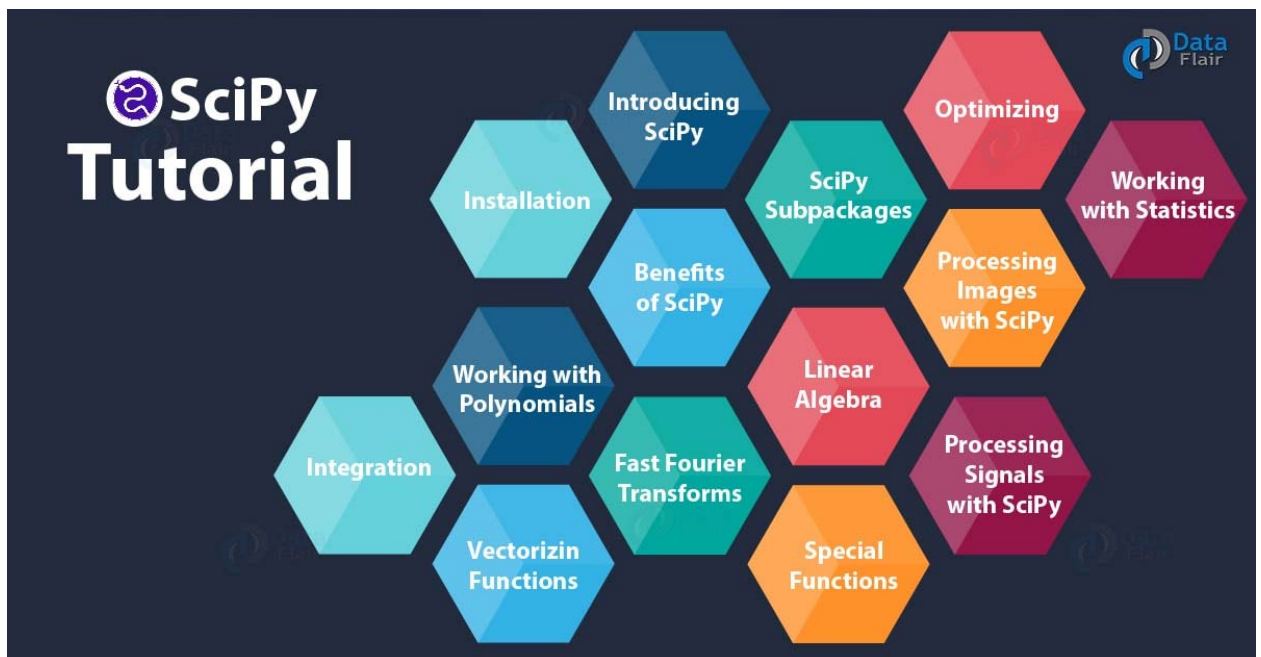 SciPy
Tutorial
Data
Flair
Introducing
SciPy
Optimizing
Installation
SciPy
Subpackages
Working
with Statistics
Benefits
of SciPy
Processing
Images
with SciPy
Working with
Polynomials
Linear
Algebra
Integration
Fast Fourier
Transforms
Processing
Signals
with SciPy
Vectorizin
Functions
Special
Functions